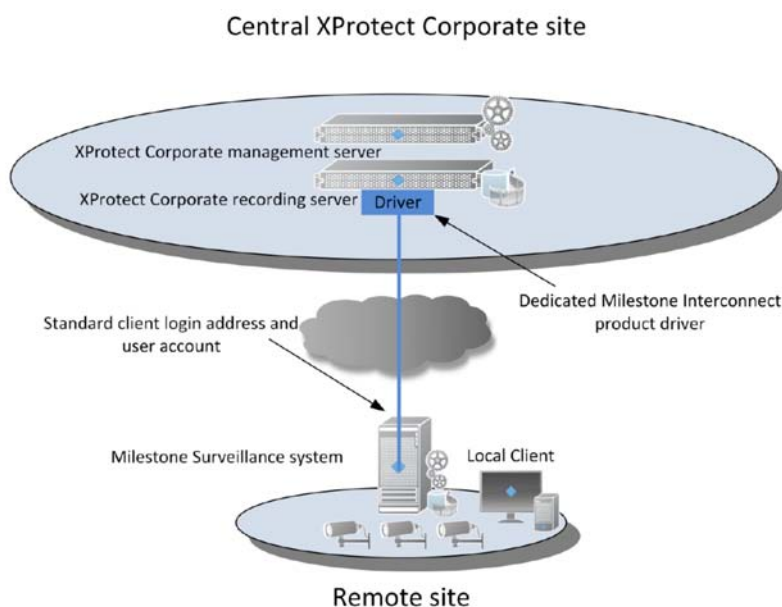 Central XProtect Corporate site
XProtect Corporate management server
XProtect Corporate recording server
Driver
Dedicated Milestone Interconnect
product driver
Standard client login address and
user account
Milestone Surveillance system
Local Client
Remote site